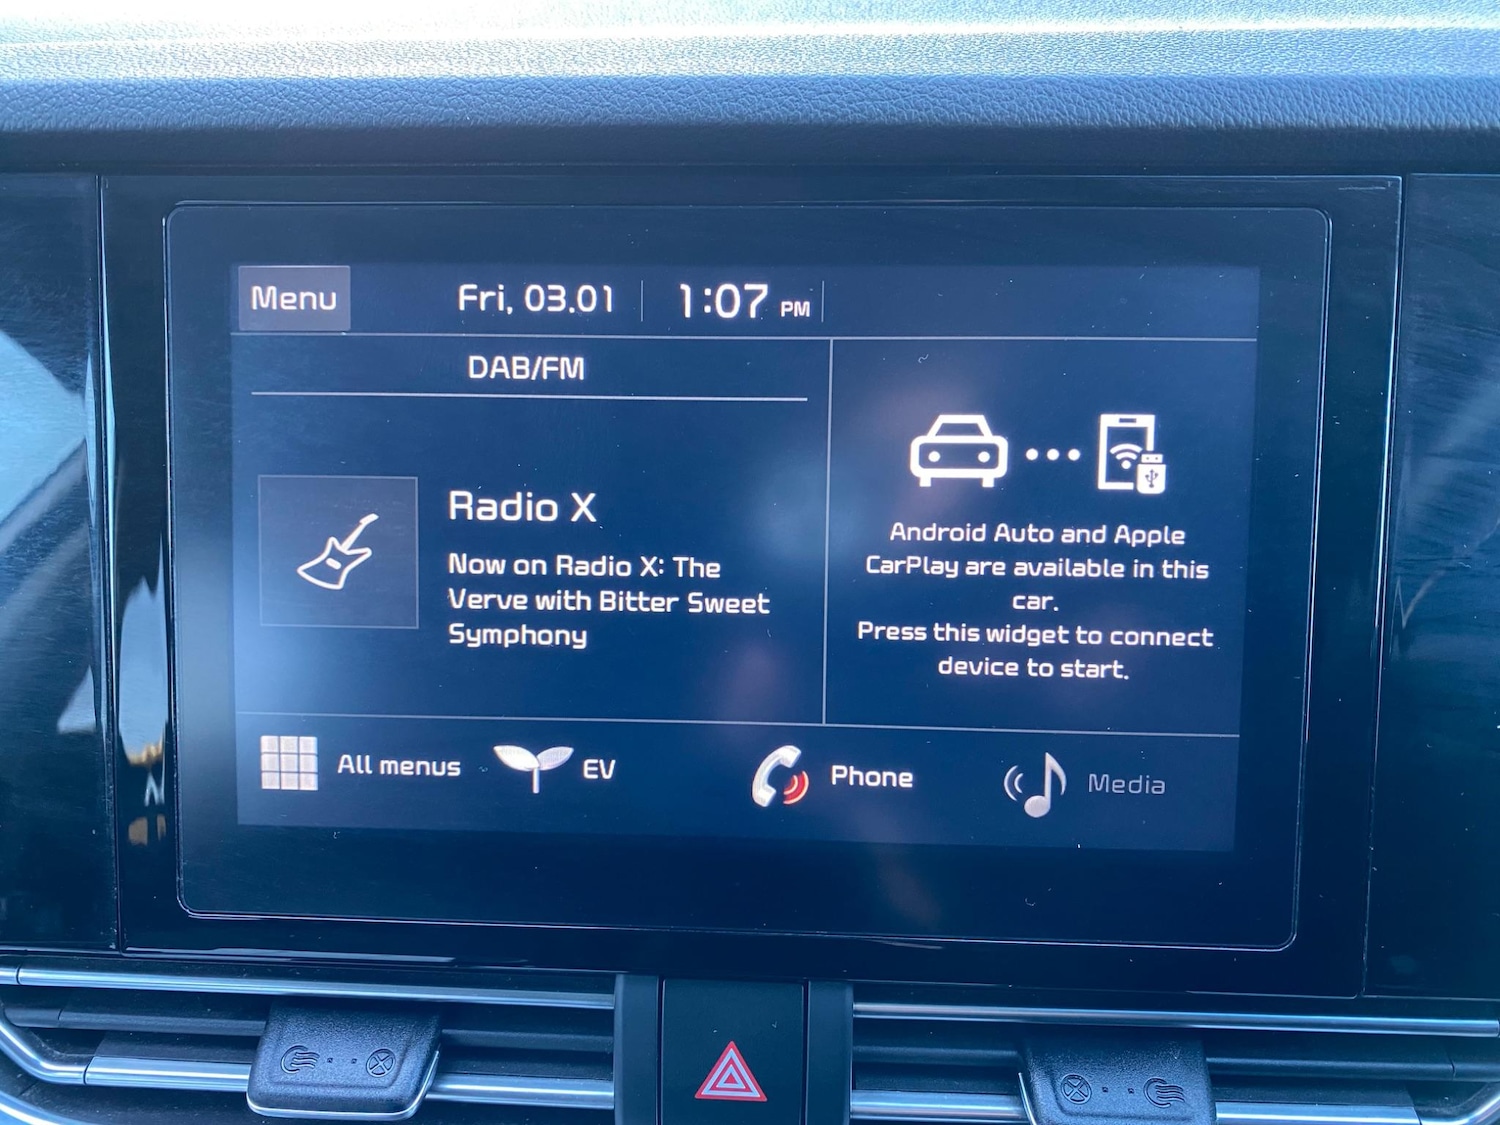 Menu
Fri, 03.01
1:07 PM
DAB/FM
Radio X
Now on Radio X: The
Verve with Bitter Sweet
Symphony
Android Auto and Apple
CarPlay are available in this
car.
Press this widget to connect
device to start.
All menus
EV
Phone
Media